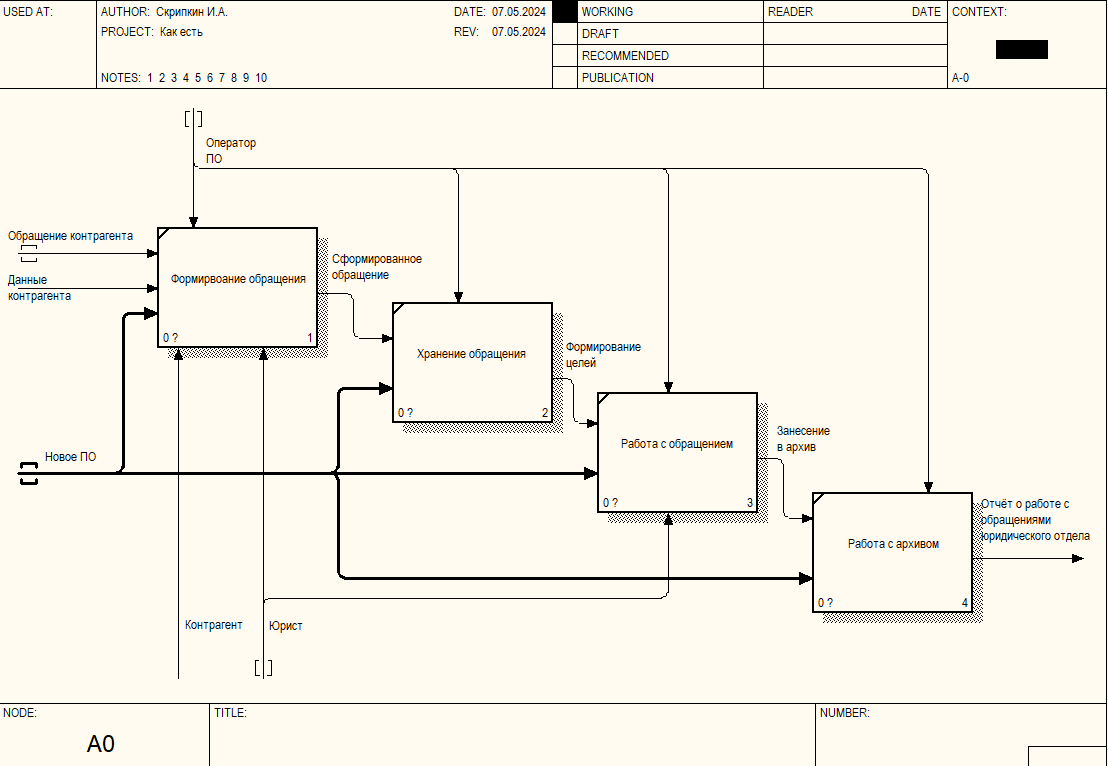 USED AT:
AUTHOR: Скрипкин И.А.
DATE: 07.05.2024
PROJECT: Как есть
REV: 07.05.2024
NOTES: 1 2 3 4 5 6 7 8 9 10
WORKING
DRAFT
RECOMMENDED
PUBLICATION
READER
DATE
CONTEXT:
A-0
Оператор
ПО
Обращение контрагента
Данные
контрагента
Формирвоание обращения
0 ?
1
Сформированное
обращение
Хранение обращения
0 ?
2
Формирование
целей
Работа с обращением
0 ?
3
Занесение
в архив
Работа с архивом
0 ?
4
Отчёт о работе с
обращениями
юридического отдела
Новое ПО
Контрагент
Юрист
NODE:
A0
TITLE:
NUMBER: